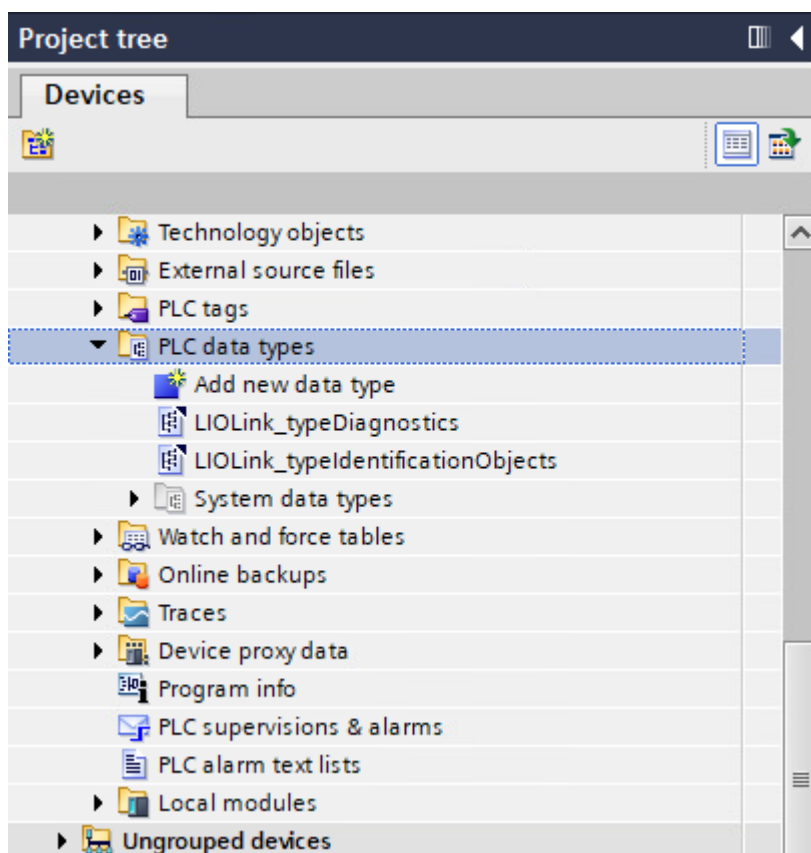 Project tree
Devices
Technology objects
External source files
PLC tags
PLC data types
Add new data type
LIOLink_typeDiagnostics
LIOLink_typeIdentificationObjects
System data types
Watch and force tables
Online backups
Traces
Device proxy data
Program info
PLC supervisions & alarms
PLC alarm text lists
Local modules
Ungrouped devices